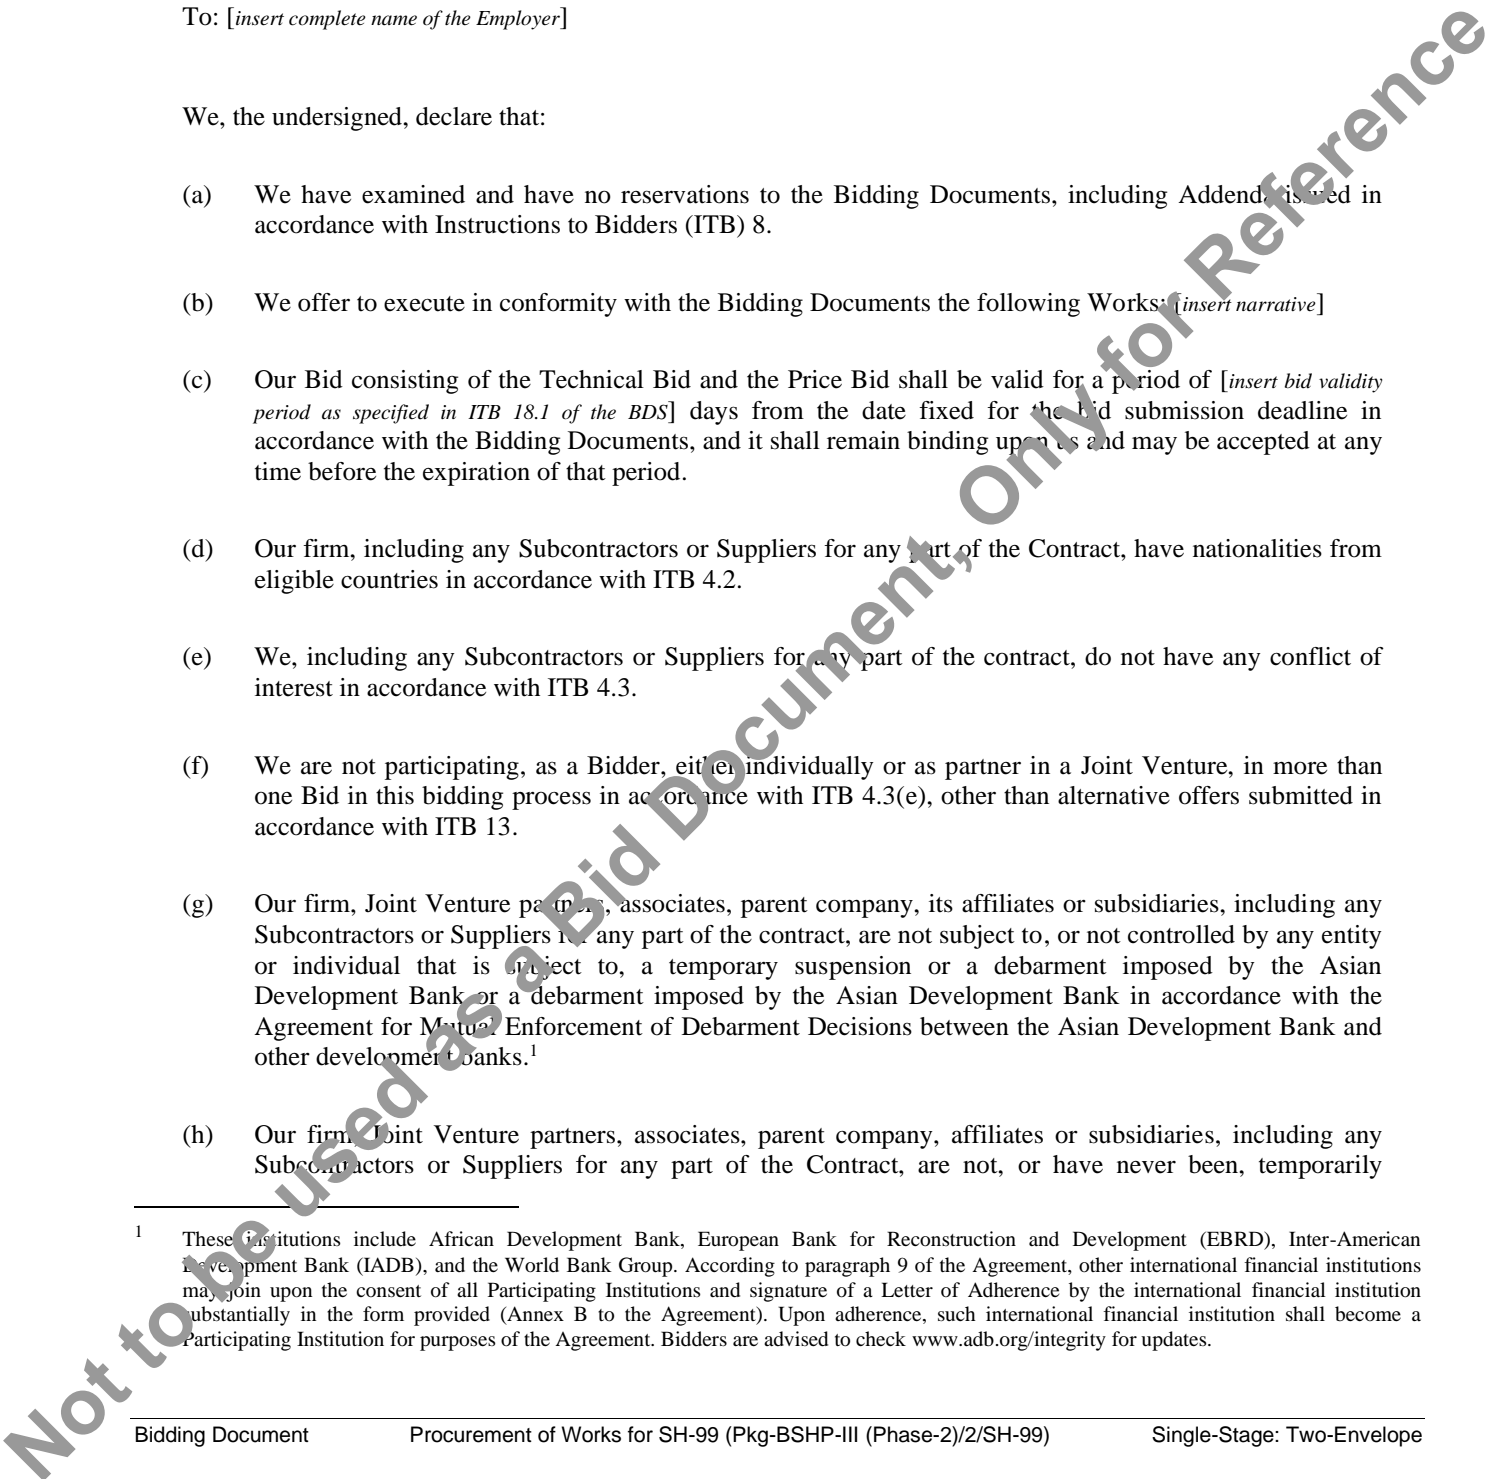 To: [insert complete name of the Employer]
We, the undersigned, declare that:
(a) We have examined and have no reservations to the Bidding Documents, including Addenda issued in
accordance with Instructions to Bidders (ITB) 8.
(b) We offer to execute in conformity with the Bidding Documents the following Works: [insert narrative]
(c) Our Bid consisting of the Technical Bid and the Price Bid shall be valid for a period of [insert bid validity
period as specified in ITB 18.1 of the BDS] days from the date fixed for the bid submission deadline in
accordance with the Bidding Documents, and it shall remain binding upon us and may be accepted at any
time before the expiration of that period.
(d) Our firm, including any Subcontractors or Suppliers for any part of the Contract, have nationalities from
eligible countries in accordance with ITB 4.2.
(e) We, including any Subcontractors or Suppliers for any part of the contract, do not have any conflict of
interest in accordance with ITB 4.3.
(f) We are not participating, as a Bidder, either individually or as partner in a Joint Venture, in more than
one Bid in this bidding process in accordance with ITB 4.3(e), other than alternative offers submitted in
accordance with ITB 13.
(g) Our firm, Joint Venture partners, associates, parent company, its affiliates or subsidiaries, including any
Subcontractors or Suppliers for any part of the contract, are not subject to, or not controlled by any entity
or individual that is subject to, a temporary suspension or a debarment imposed by the Asian
Development Bank or a debarment imposed by the Asian Development Bank in accordance with the
Agreement for Mutual Enforcement of Debarment Decisions between the Asian Development Bank and
other development banks.1
(h) Our firm, Joint Venture partners, associates, parent company, affiliates or subsidiaries, including any
Subcontractors or Suppliers for any part of the Contract, are not, or have never been, temporarily
1 These institutions include African Development Bank, European Bank for Reconstruction and Development (EBRD), Inter-American
Development Bank (IADB), and the World Bank Group. According to paragraph 9 of the Agreement, other international financial institutions
may join upon the consent of all Participating Institutions and signature of a Letter of Adherence by the international financial institution
substantially in the form provided (Annex B to the Agreement). Upon adherence, such international financial institution shall become a
Participating Institution for purposes of the Agreement. Bidders are advised to check www.adb.org/integrity for updates.
Bidding Document Procurement of Works for SH-99 (Pkg-BSHP-III (Phase-2)/2/SH-99) Single-Stage: Two-Envelope
Not to be used as a Bid Document, Only for Reference